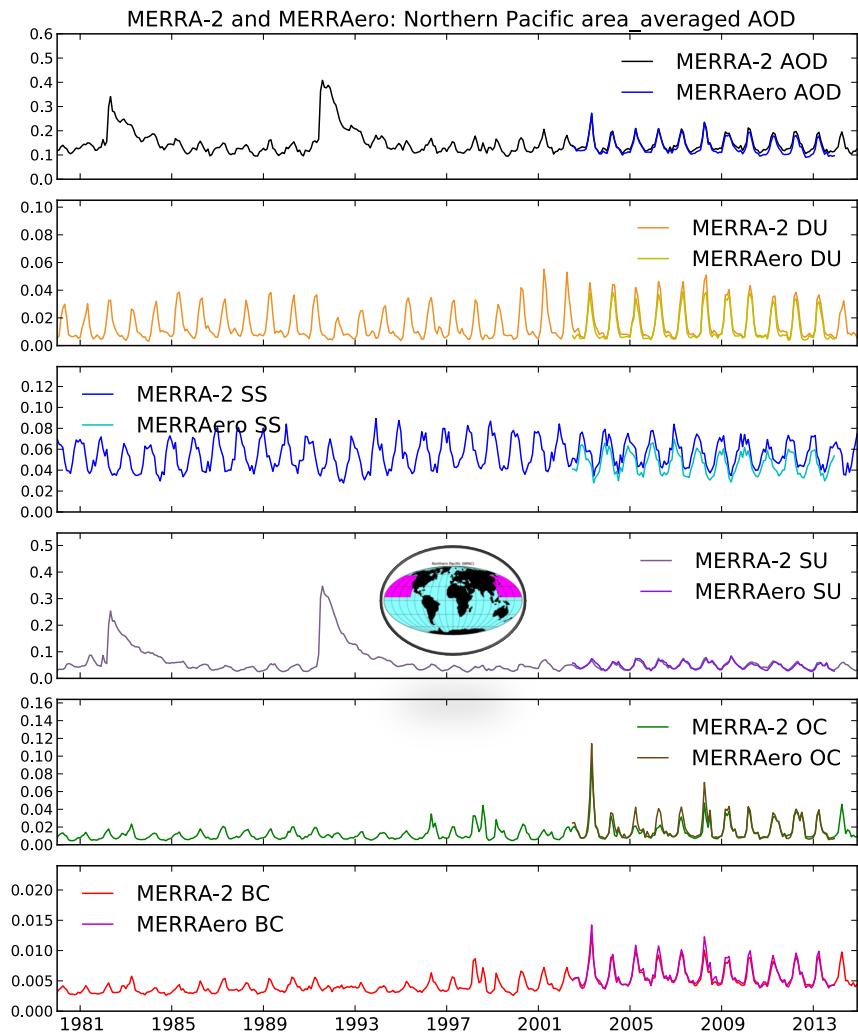 MERRA-2 and MERRAero: Northern Pacific area_averaged AOD
0.6
0.5
0.4
0.3
0.2
0.1
0.0
MERRA-2 AOD
MERRAero AOD
0.10
0.08
0.06
0.04
0.02
0.00
MERRA-2 DU
MERRAero DU
0.12
0.10
0.08
0.06
0.04
0.02
0.00
MERRA-2 SS
MERRAero SS
0.5
0.4
0.3
0.2
0.1
0.0
Northern Pacific (NPAC)
MERRA-2 SU
MERRAero SU
0.16
0.14
0.12
0.10
0.08
0.06
0.04
0.02
0.00
MERRA-2 OC
MERRAero OC
0.020
0.015
0.010
0.005
0.000
MERRA-2 BC
MERRAero BC
1981 1985 1989 1993 1997 2001 2005 2009 2013